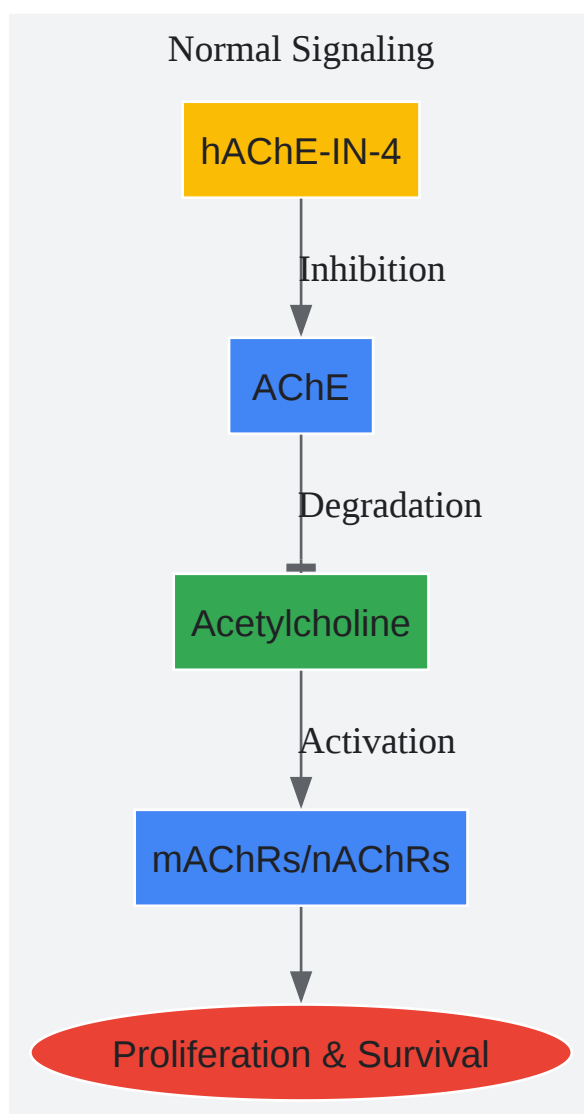 Normal Signaling
hAChE-IN-4
Inhibition
AChE
Degradation
Acetylcholine
Activation
mAChRs/nAChRs
Proliferation & Survival